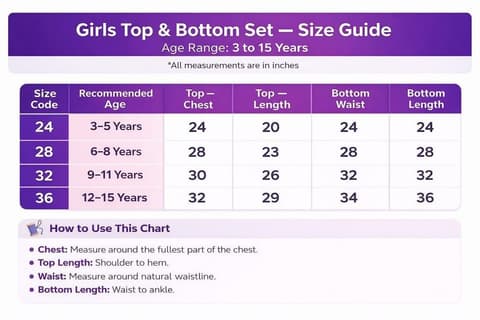 Girls Top & Bottom Set — Size Guide
Age Range: 3 to 15 Years
*All measurements are in inches
Size Code Recommended Age Top — Chest Top — Length Bottom Waist Bottom Length
24 3–5 Years 24 20 24 24
28 6–8 Years 28 23 28 28
32 9–11 Years 30 26 32 32
36 12–15 Years 32 29 34 36
How to Use This Chart
• Chest: Measure around the fullest part of the chest.
• Top Length: Shoulder to hem.
• Waist: Measure around natural waistline.
• Bottom Length: Waist to ankle.